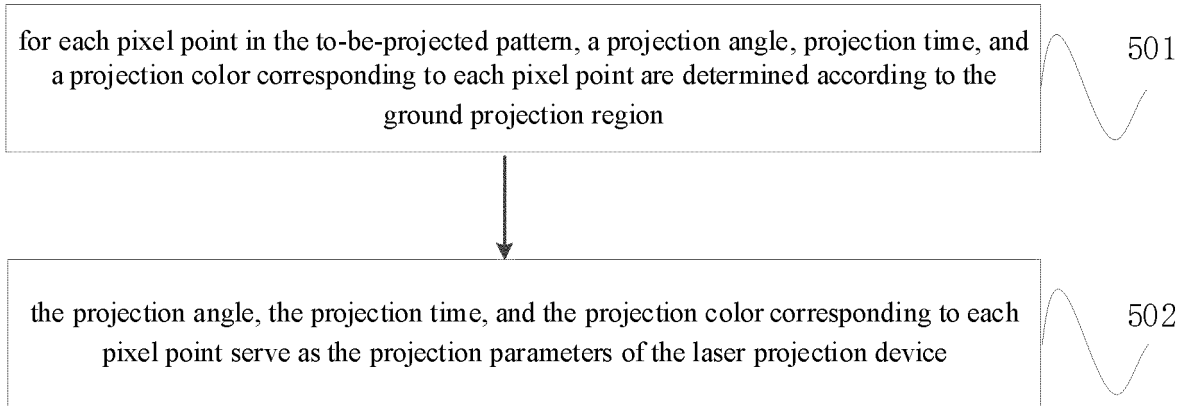 for each pixel point in the to-be-projected pattern, a projection angle, projection time, and
a projection color corresponding to each pixel point are determined according to the
ground projection region
501
the projection angle, the projection time, and the projection color corresponding to each
pixel point serve as the projection parameters of the laser projection device
502